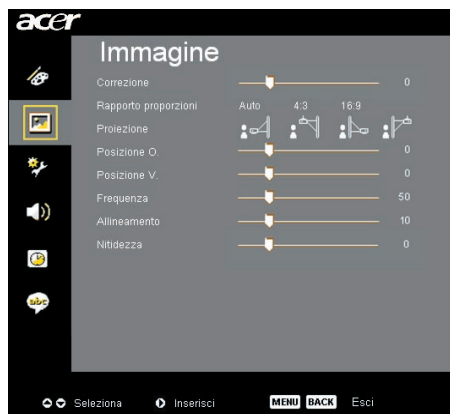 acer
Immagine
Correzione 0
Rapporto proporzioni Auto 4:3 16:9
Proiezione
Posizione O. 0
Posizione V. 0
Frequenza 50
Allineamento 10
Nitidezza 0
abc
Seleziona Inserisci MENU BACK Esci